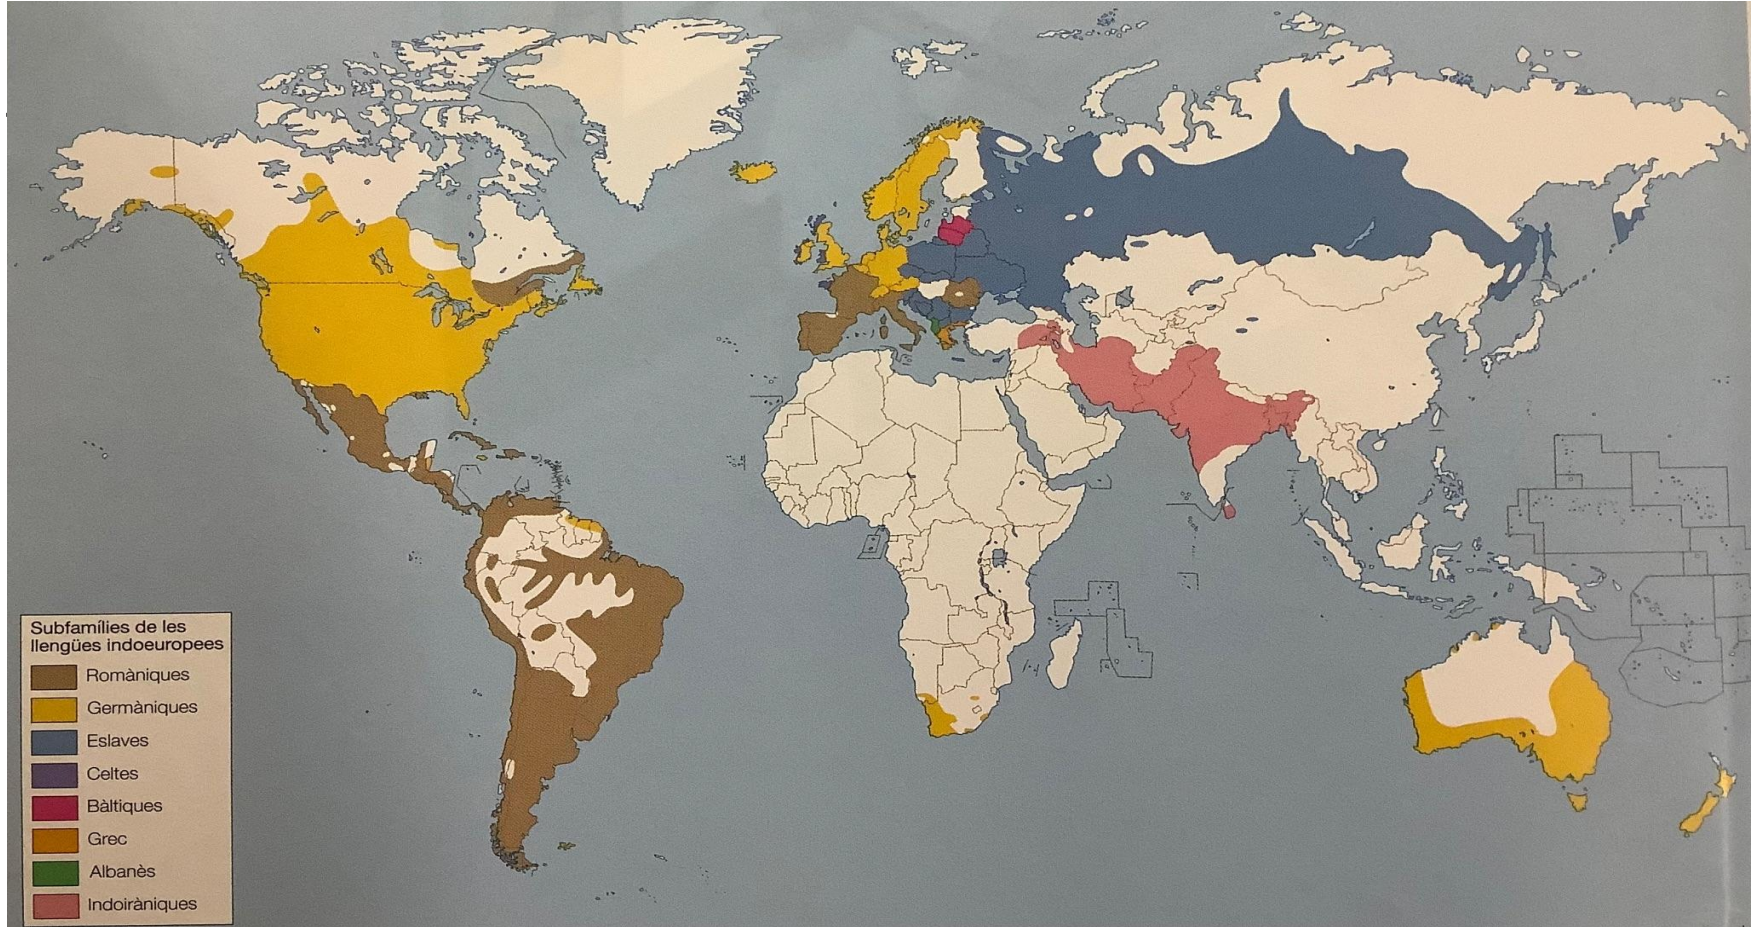 Subfamílies de les
llengües indoeuropees
Romàniques
Germàniques
Eslaves
Celtes
Bàltiques
Grec
Albanès
Indoiràniques